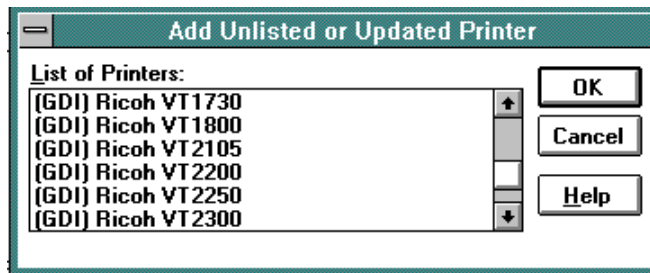 Add Unlisted or Updated Printer
List of Printers:
(GDI) Ricoh VT1730
(GDI) Ricoh VT1800
(GDI) Ricoh VT2105
(GDI) Ricoh VT2200
(GDI) Ricoh VT2250
(GDI) Ricoh VT2300
OK
Cancel
Help